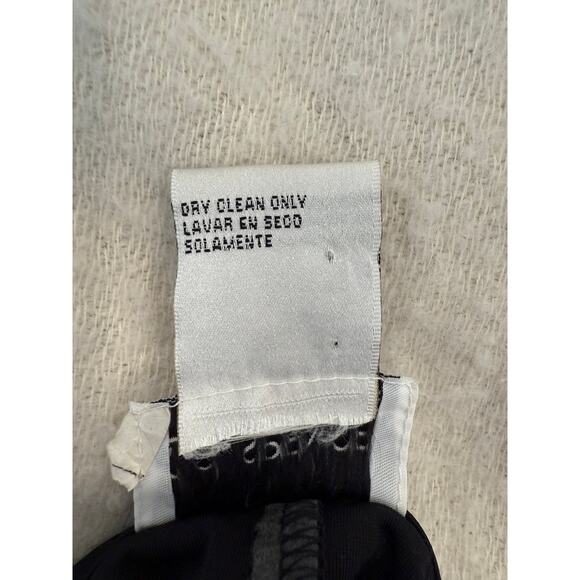 DRY CLEAN ONLY
LAVAR EN SECO
SOLAMENTE